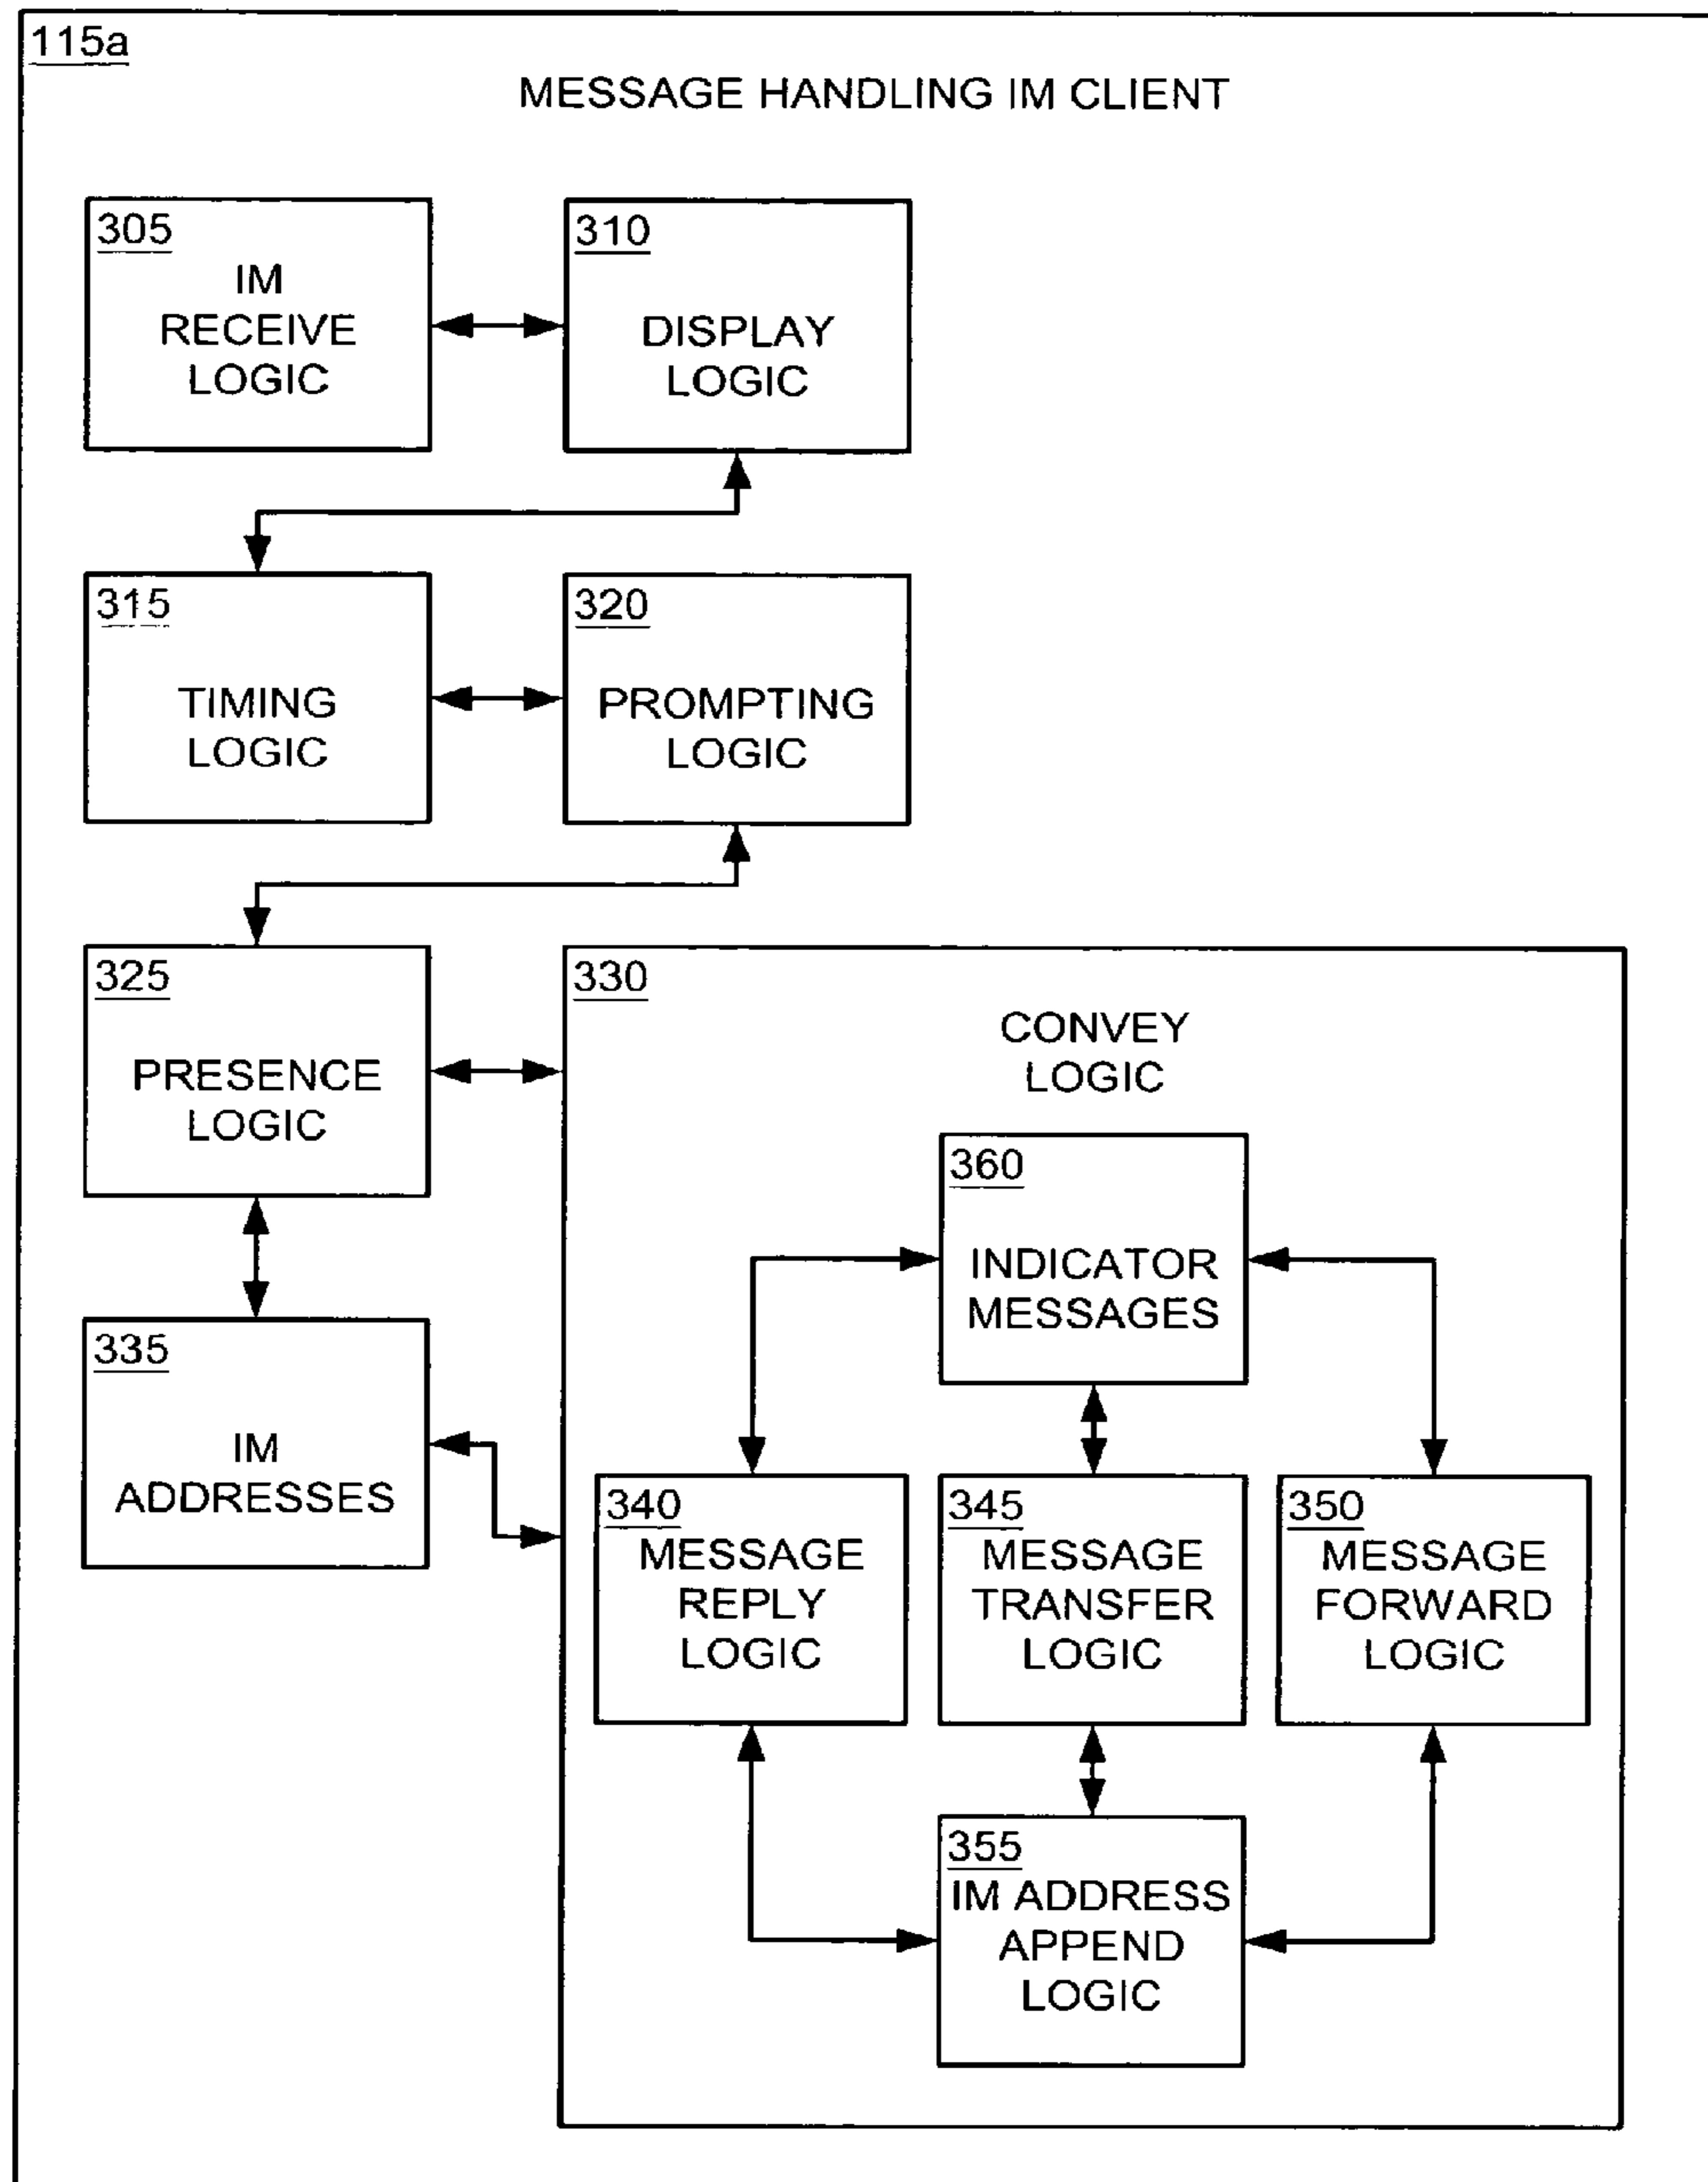 115a
MESSAGE HANDLING IM CLIENT
305
IM
RECEIVE
LOGIC
310
DISPLAY
LOGIC
315
TIMING
LOGIC
320
PROMPTING
LOGIC
325
PRESENCE
LOGIC
330
CONVEY
LOGIC
360
INDICATOR
MESSAGES
335
IM
ADDRESSES
340
MESSAGE
REPLY
LOGIC
345
MESSAGE
TRANSFER
LOGIC
350
MESSAGE
FORWARD
LOGIC
355
IM ADDRESS
APPEND
LOGIC